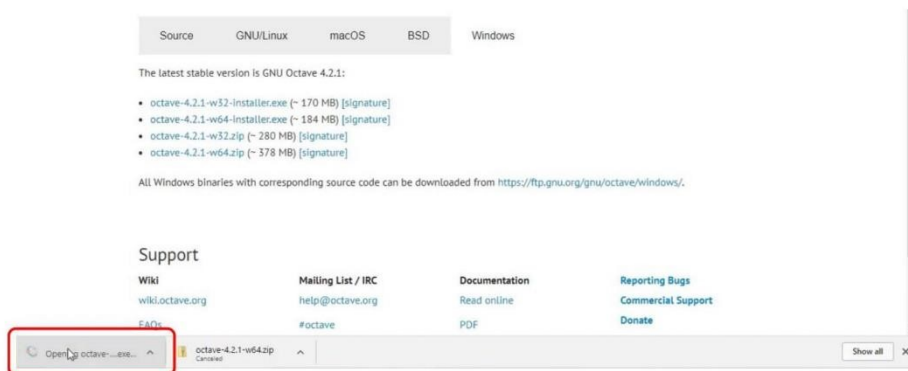 Source GNU/Linux macOS BSD Windows
The latest stable version is GNU Octave 4.2.1:
• octave-4.2.1-w32-installer.exe (~ 170 MB) [signature]
• octave-4.2.1-w64-installer.exe (~ 184 MB) [signature]
• octave-4.2.1-w32.zip (~ 280 MB) [signature]
• octave-4.2.1-w64.zip (~ 378 MB) [signature]
All Windows binaries with corresponding source code can be downloaded from https://ftp.gnu.org/gnu/octave/windows/.
Support
Wiki Mailing List / IRC Documentation Reporting Bugs
wiki.octave.org help@octave.org Read online Commercial Support
FAQs #octave PDF Donate
octave-....exe... octave-4.2.1-w64.zip Show all
Canceled